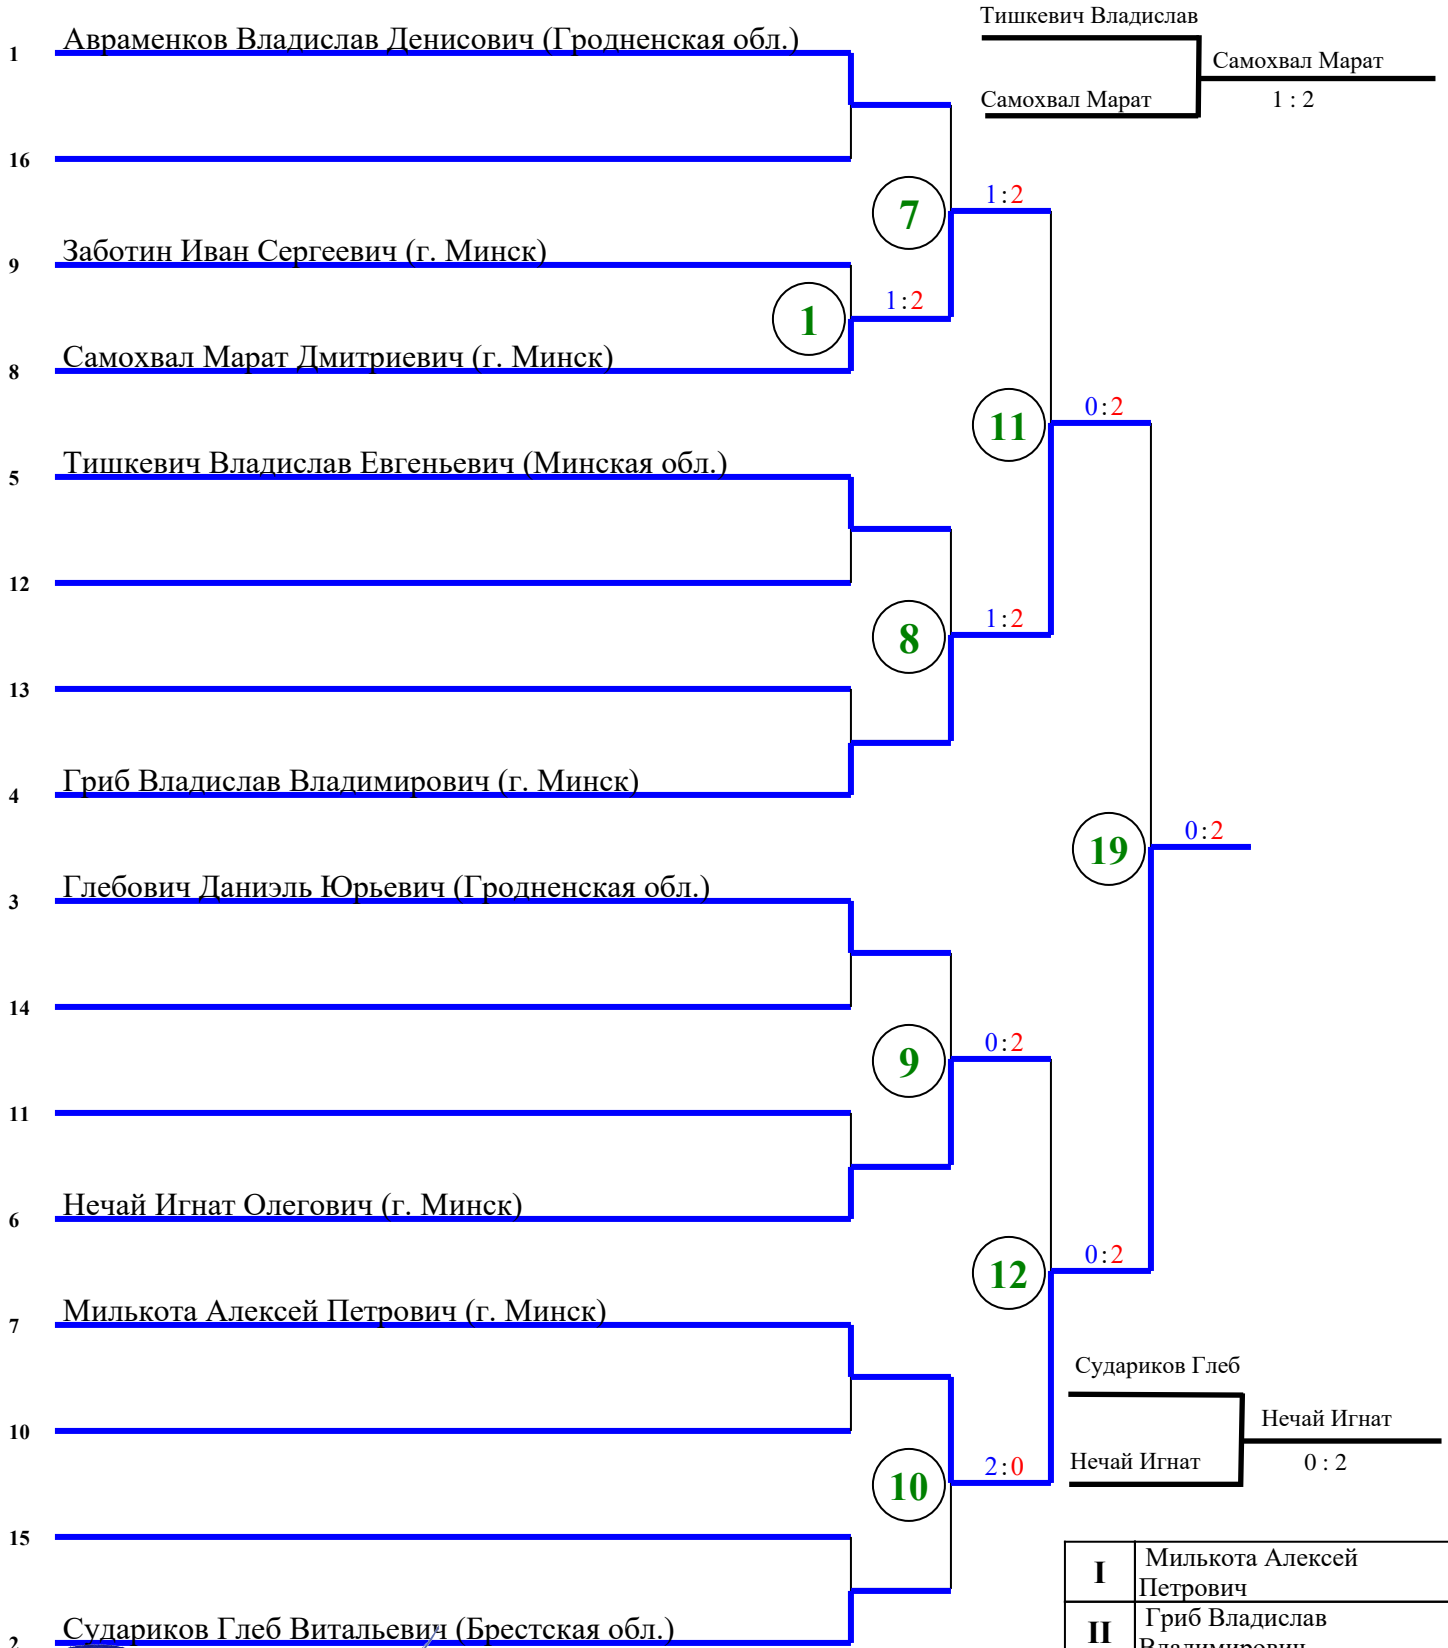 Тишкевич Владислав
1 Авраменков Владислав Денисович (Гродненская обл.)
Самохвал Марат
Самохвал Марат
1 : 2
16
7
1:2
9 Заботин Иван Сергеевич (г. Минск)
1
1:2
8 Самохвал Марат Дмитриевич (г. Минск)
11
0:2
5 Тишкевич Владислав Евгеньевич (Минская обл.)
12
8
1:2
13
4 Гриб Владислав Владимирович (г. Минск)
19
0:2
3 Глебович Даниэль Юрьевич (Гродненская обл.)
14
9
0:2
11
6 Нечай Игнат Олегович (г. Минск)
12
0:2
7 Милькота Алексей Петрович (г. Минск)
Судариков Глеб
Нечай Игнат
10
Нечай Игнат
0 : 2
10
2:0
15
I Милькота Алексей
Петрович
2 Судариков Глеб Витальевич (Брестская обл.)
II Гриб Владислав
Владимирович